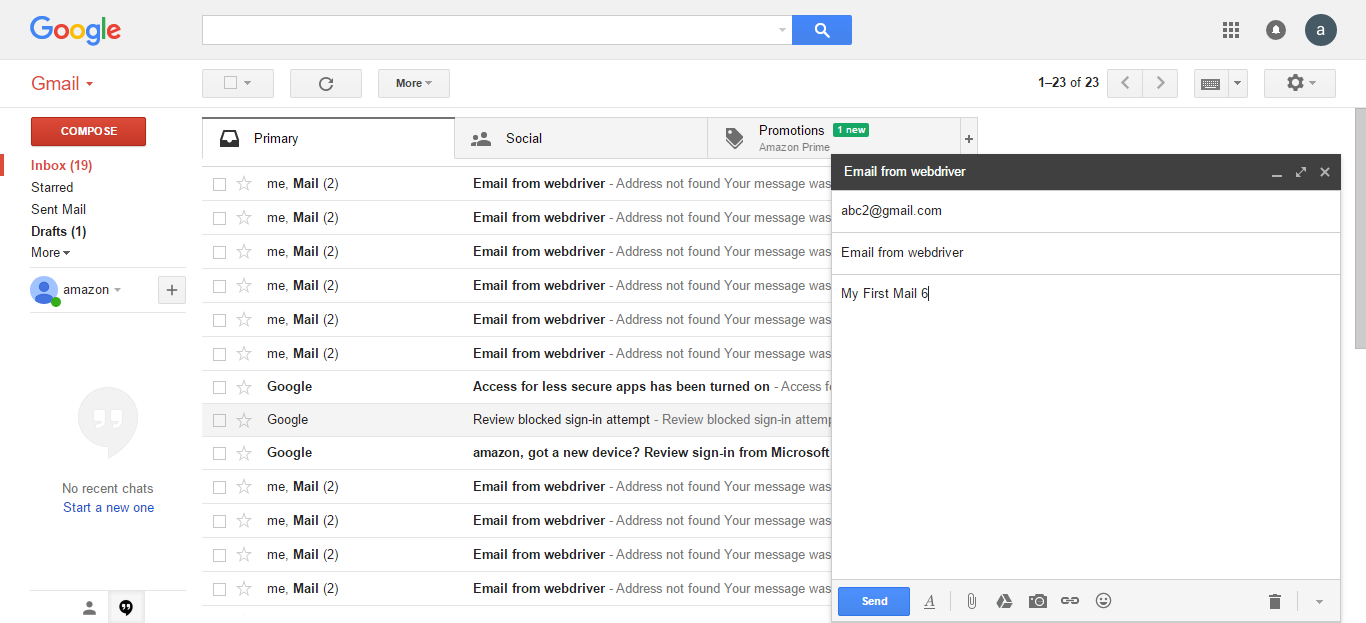 Google
a
Gmail
More
1–23 of 23
COMPOSE
Inbox (19)
Starred
Sent Mail
Drafts (1)
More
amazon
No recent chats
Start a new one
Primary
Social
Promotions 1 new
Amazon Prime
me, Mail (2) Email from webdriver - Address not found Your message was
me, Mail (2) Email from webdriver - Address not found Your message was
me, Mail (2) Email from webdriver - Address not found Your message was
me, Mail (2) Email from webdriver - Address not found Your message was
me, Mail (2) Email from webdriver - Address not found Your message was
me, Mail (2) Email from webdriver - Address not found Your message was
Google Access for less secure apps has been turned on - Access
Google Review blocked sign-in attempt - Review blocked sign-in
Google amazon, got a new device? Review sign-in from Microsoft
me, Mail (2) Email from webdriver - Address not found Your message was
me, Mail (2) Email from webdriver - Address not found Your message was
me, Mail (2) Email from webdriver - Address not found Your message was
me, Mail (2) Email from webdriver - Address not found Your message was
Email from webdriver
abc2@gmail.com
Email from webdriver
My First Mail 6
Send
A